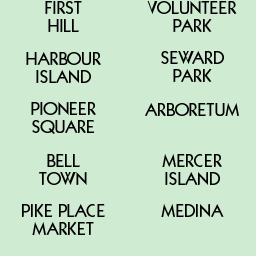 FIRST
HILL
HARBOUR
ISLAND
PIONEER
SQUARE
BELL
TOWN
PIKE PLACE
MARKET
VOLUNTEER
PARK
SEWARD
PARK
ARBORETUM
MERCER
ISLAND
MEDINA